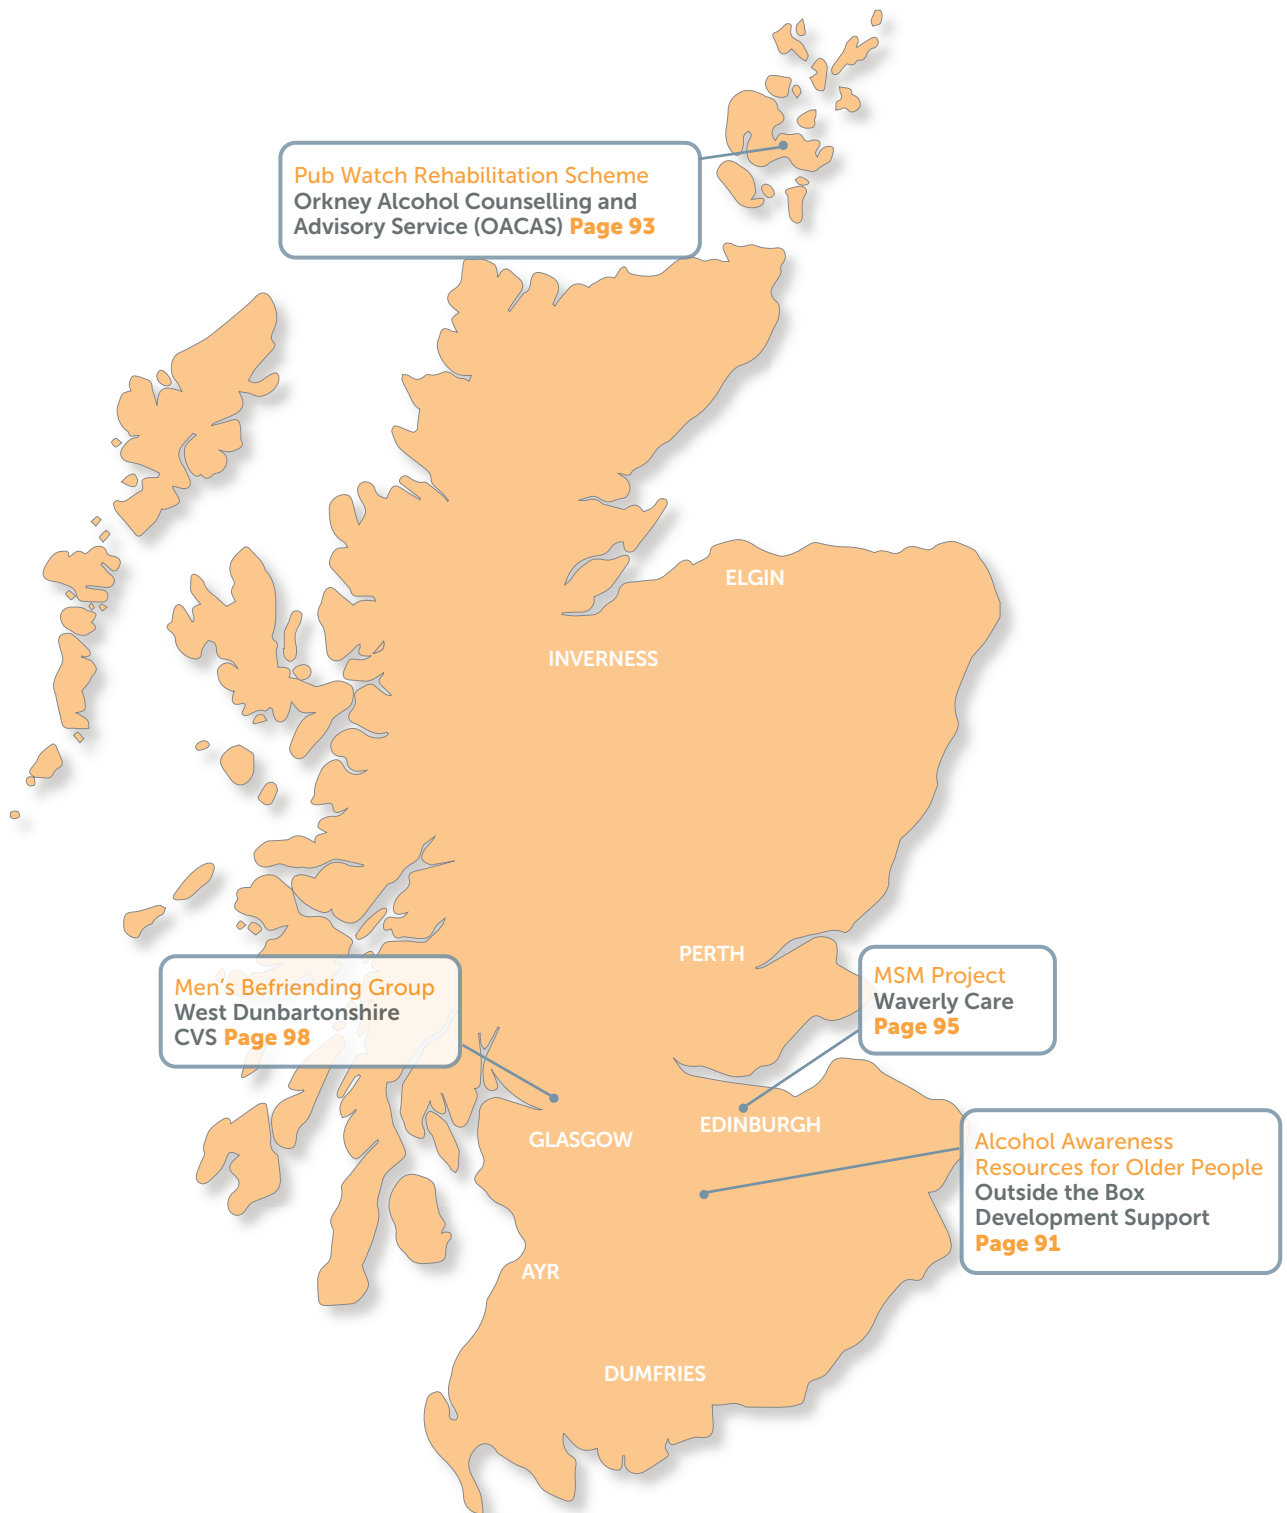 Pub Watch Rehabilitation Scheme
Orkney Alcohol Counselling and
Advisory Service (OACAS) Page 93
ELGIN
INVERNESS
PERTH
Men's Befriending Group
West Dunbartonshire
CVS Page 98
MSM Project
Waverly Care
Page 95
GLASGOW
EDINBURGH
Alcohol Awareness
Resources for Older People
Outside the Box
Development Support
Page 91
AYR
DUMFRIES